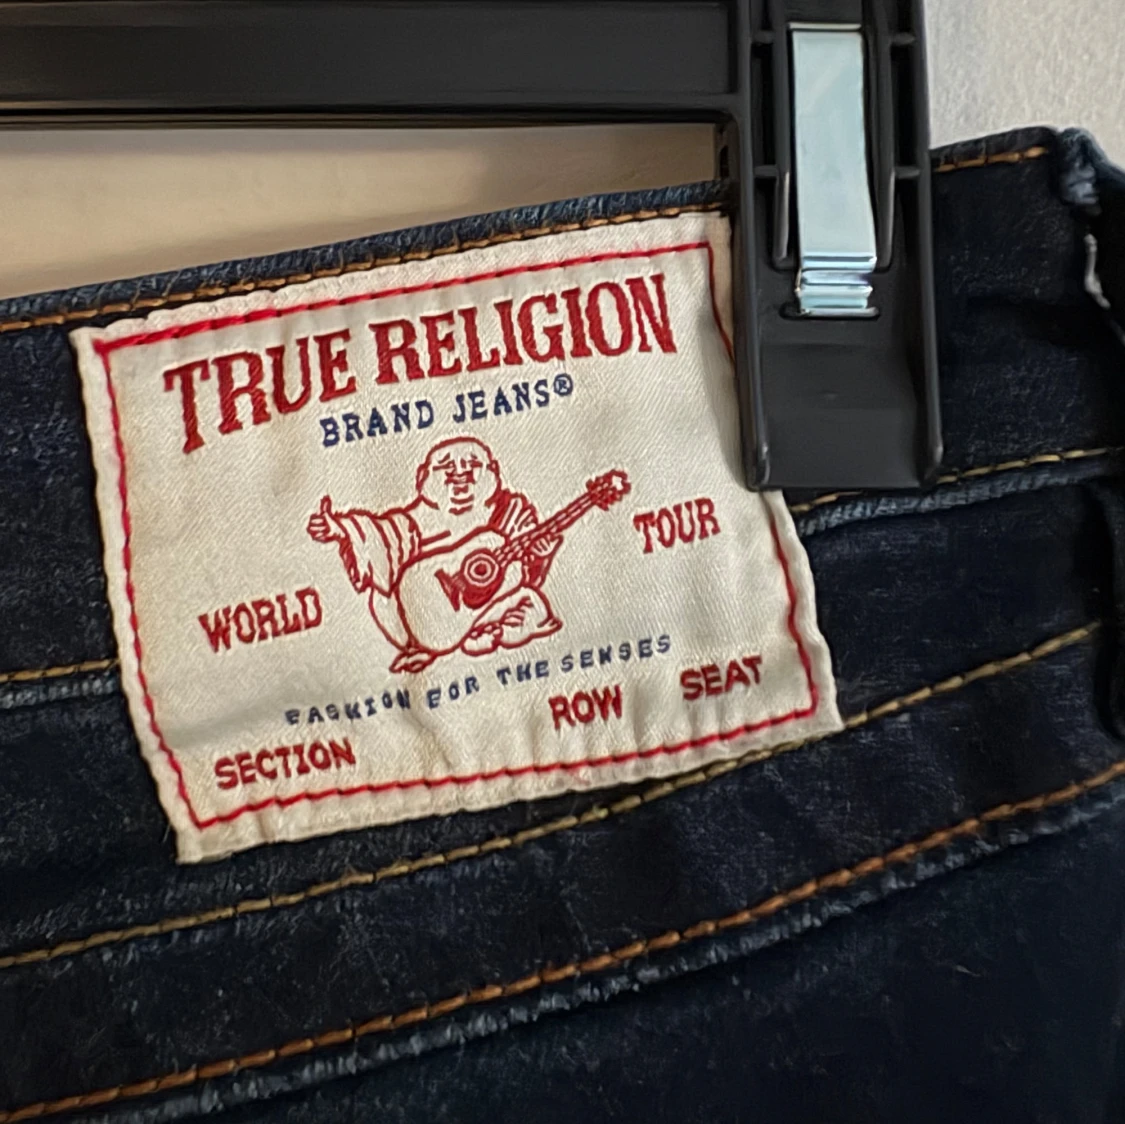 TRUE RELIGION
BRAND JEANS®
WORLD TOUR
FASHION FOR THE SENSES
SECTION ROW SEAT